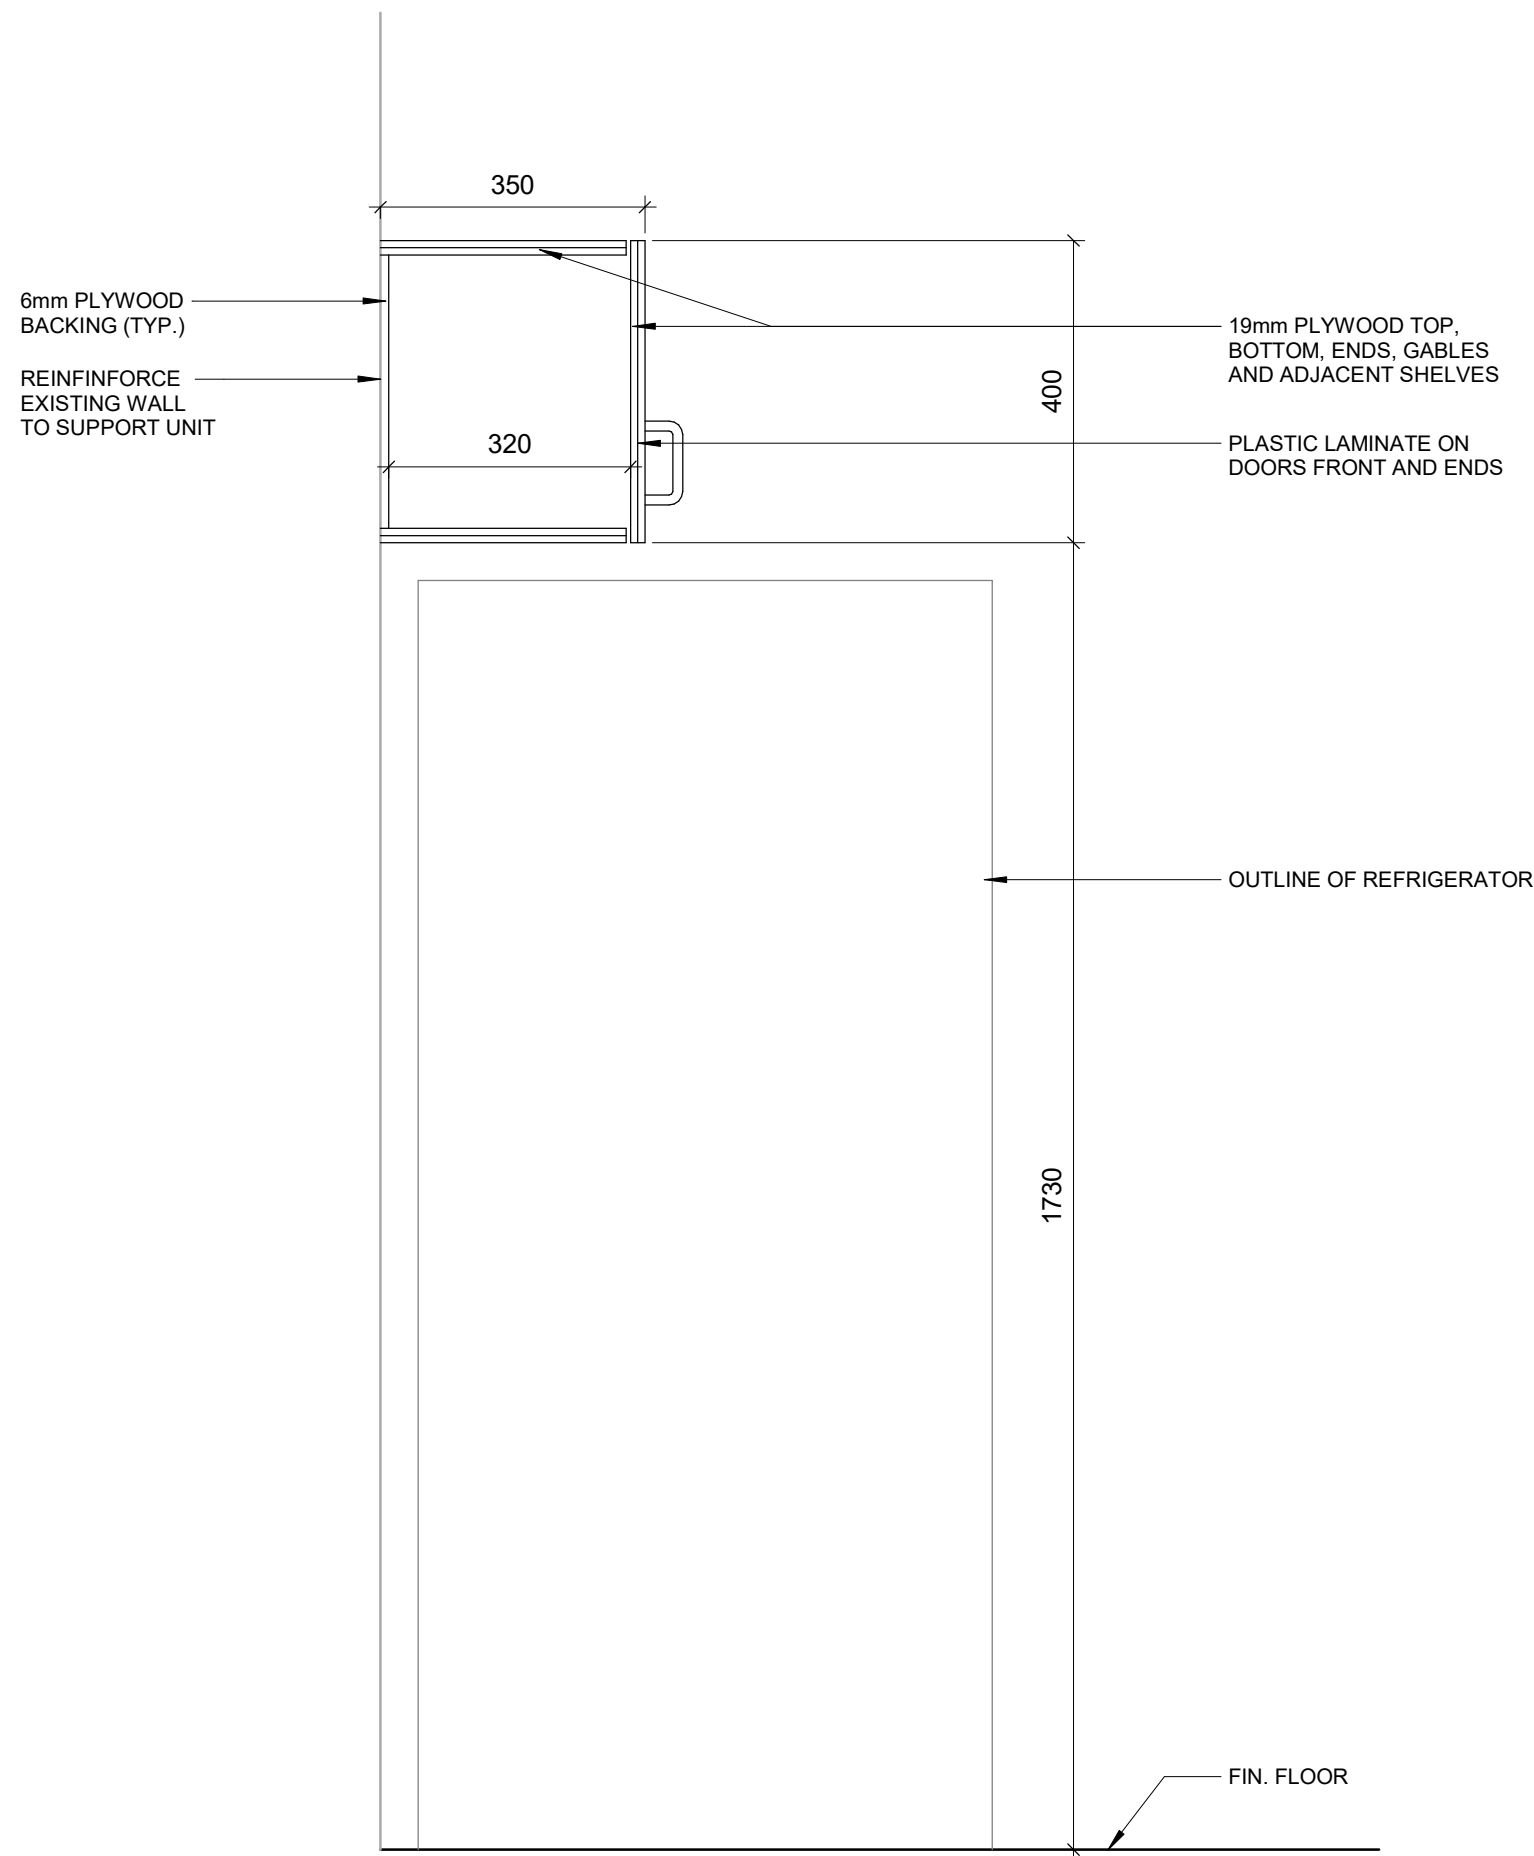 350
6mm PLYWOOD
BACKING (TYP.)
REINFINFORCE
EXISTING WALL
TO SUPPORT UNIT
320
400
19mm PLYWOOD TOP,
BOTTOM, ENDS, GABLES
AND ADJACENT SHELVES
PLASTIC LAMINATE ON
DOORS FRONT AND ENDS
OUTLINE OF REFRIGERATOR
1730
FIN. FLOOR